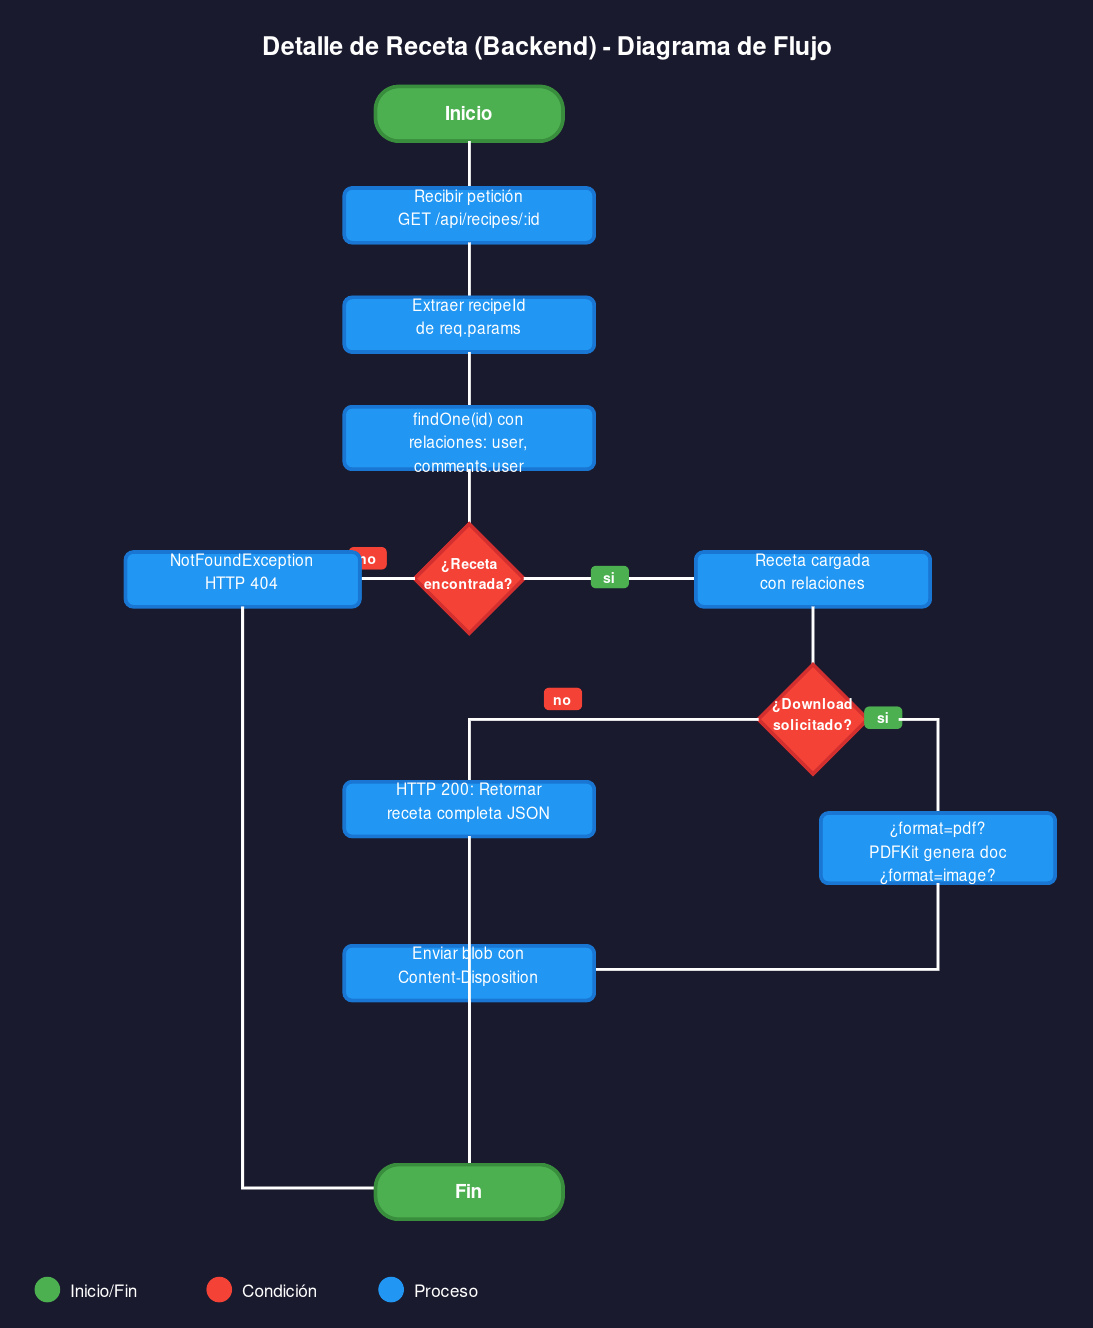 Detalle de Receta (Backend) - Diagrama de Flujo
Inicio
Recibir petición
GET /api/recipes/:id
Extraer recipeId
de req.params
findOne(id) con
relaciones: user,
comments.user
NotFoundException
HTTP 404
no
¿Receta
encontrada?
si
Receta cargada
con relaciones
no
¿Download
solicitado?
si
HTTP 200: Retornar
receta completa JSON
¿format=pdf?
PDFKit genera doc
¿format=image?
Enviar blob con
Content-Disposition
Fin
Inicio/Fin
Condición
Proceso